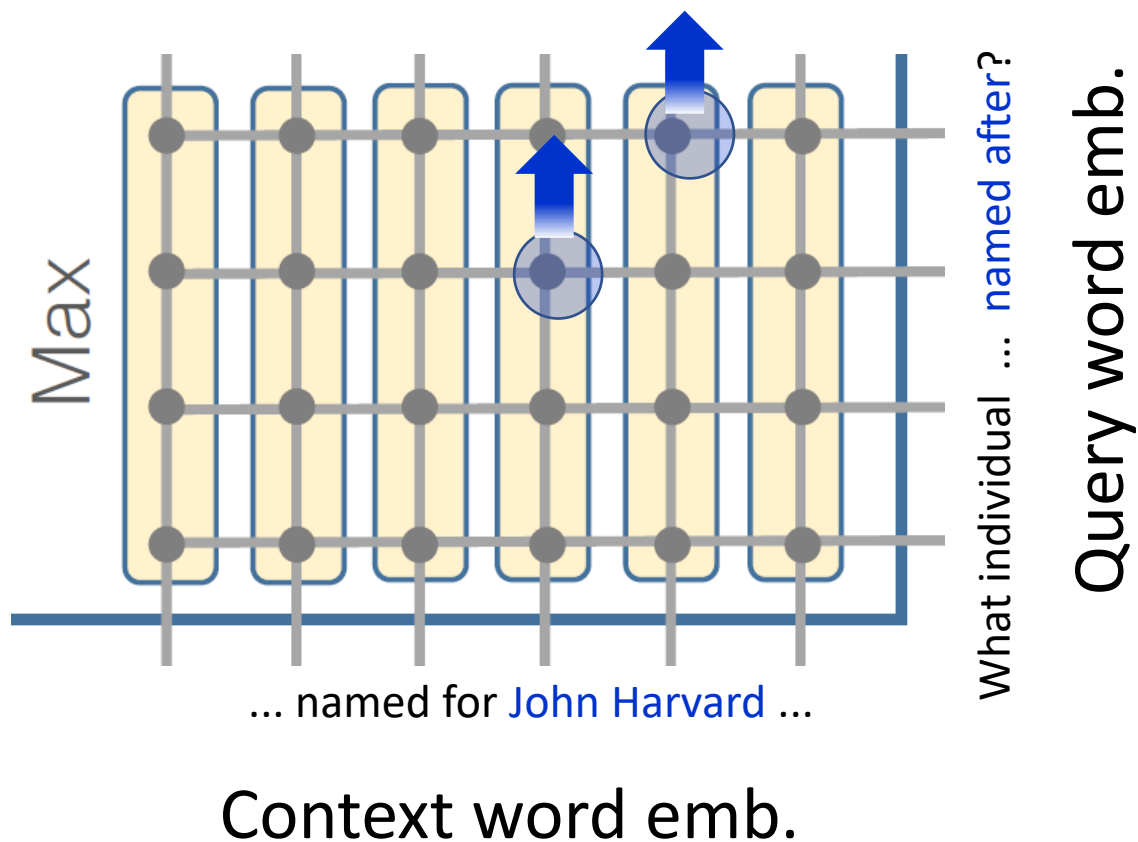 Max
What individual ... named after?
Query word emb.
... named for John Harvard ...
Context word emb.